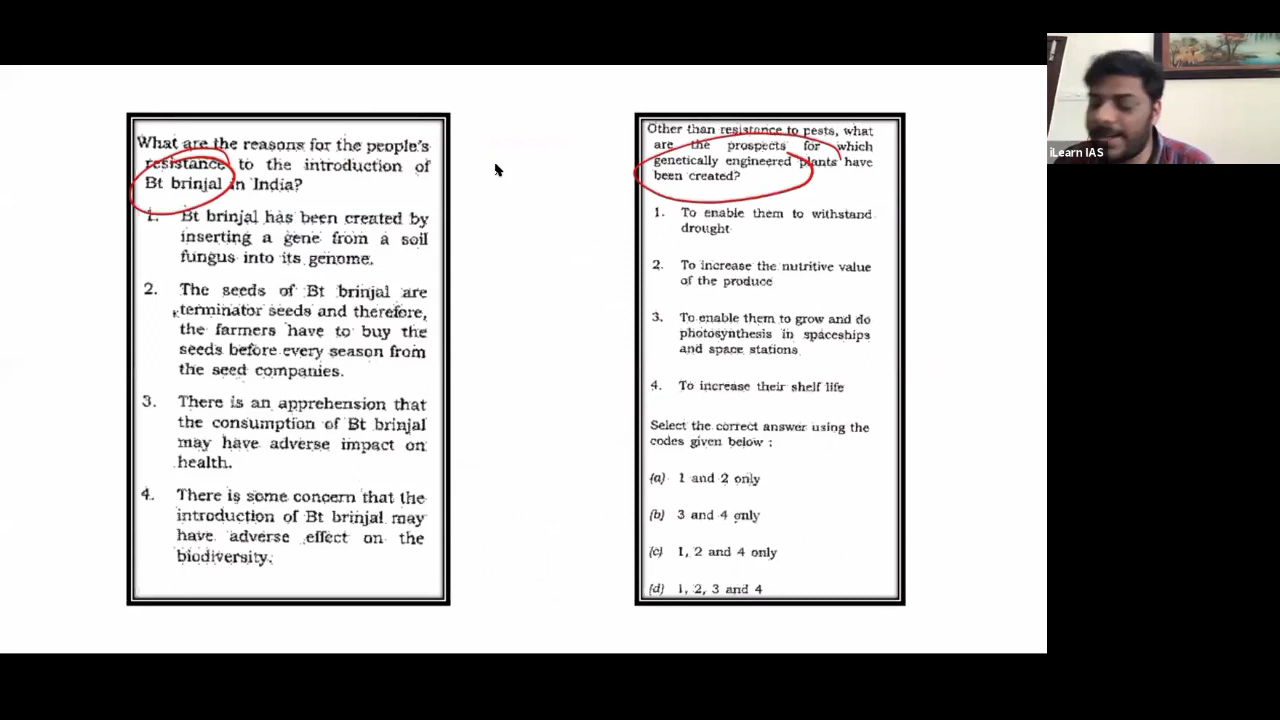 What are the reasons for the people's
resistance to the introduction of
Bt brinjal in India?
1. Bt brinjal has been created by
inserting a gene from a soil
fungus into its genome.
2. The seeds of Bt brinjal are
terminator seeds and therefore,
the farmers have to buy the
seeds before every season from
the seed companies.
3. There is an apprehension that
the consumption of Bt brinjal
may have adverse impact on
health.
4. There is some concern that the
introduction of Bt brinjal may
have adverse effect on the
biodiversity.
Other than resistance to pests, what
are the prospects for which
genetically engineered plants have
been created?
1. To enable them to withstand
drought
2. To increase the nutritive value
of the produce
3. To enable them to grow and do
photosynthesis in spaceships
and space stations
4. To increase their shelf life
Select the correct answer using the
codes given below :
(a) 1 and 2 only
(b) 3 and 4 only
(c) 1, 2 and 4 only
(d) 1, 2, 3 and 4
iLearn IAS